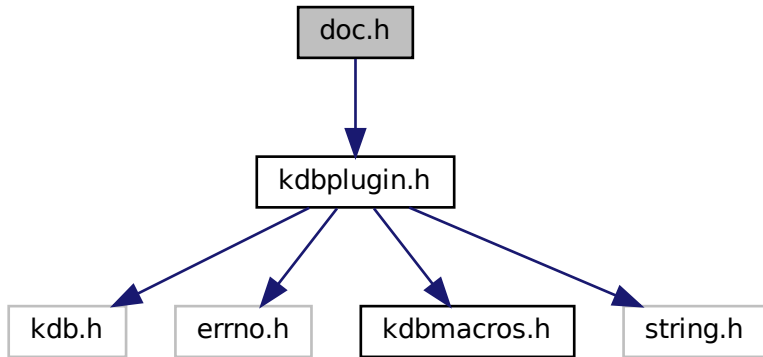 doc.h
kdbplugin.h
kdb.h
errno.h
kdbmacros.h
string.h